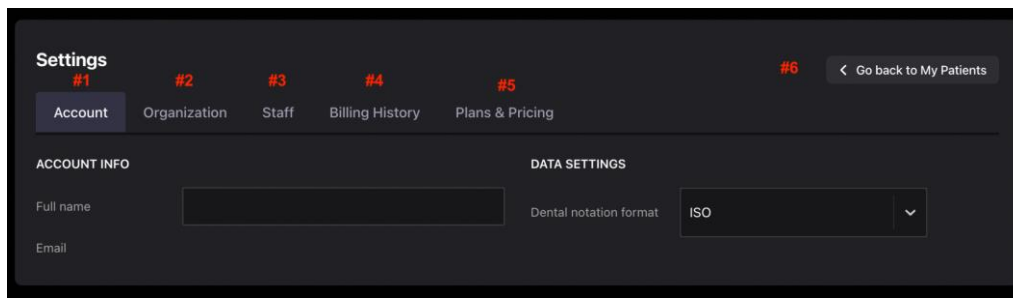 Settings
#1 #2 #3 #4 #5 #6
< Go back to My Patients
Account Organization Staff Billing History Plans & Pricing
ACCOUNT INFO DATA SETTINGS
Full name Dental notation format ISO
Email